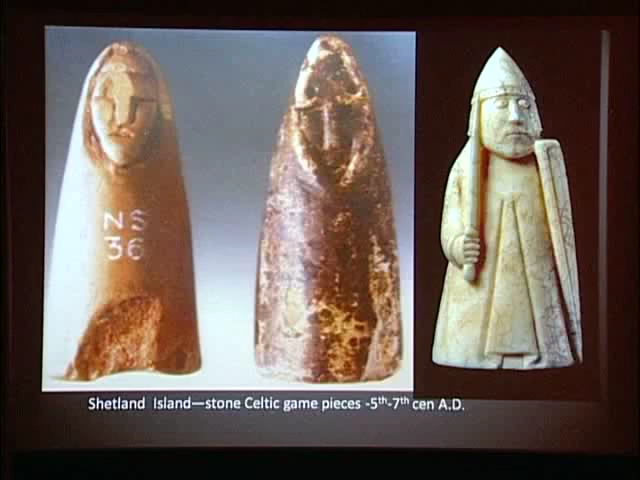 NS
36
Shetland Island—stone Celtic game pieces -5th-7th cen A.D.